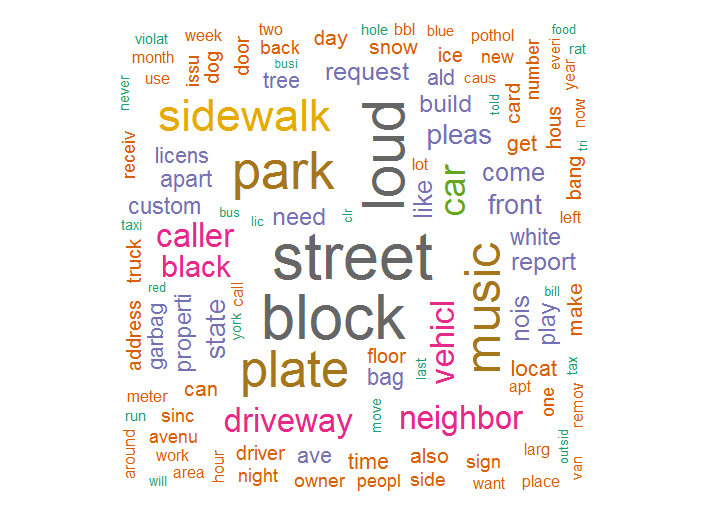 violat week two hole bbl blue pothol food
month issu dog door back day snow ice new everi rat
use busi tree request ald caus number year
never sidewalk loud build card told hous now
receiv licens park pleas get tri
apart like lot car come bang
custom bus need clr front left
taxi lic caller white
truck black street music report
red call bill
address garbag properti state york block vehicl nois play make
plate floor last locat tax
meter can bag apt one remov
run sinc driveway move neighbor
around avenu outsid
work driver ave time also sign larg van
will area hour night owner peopl side want place